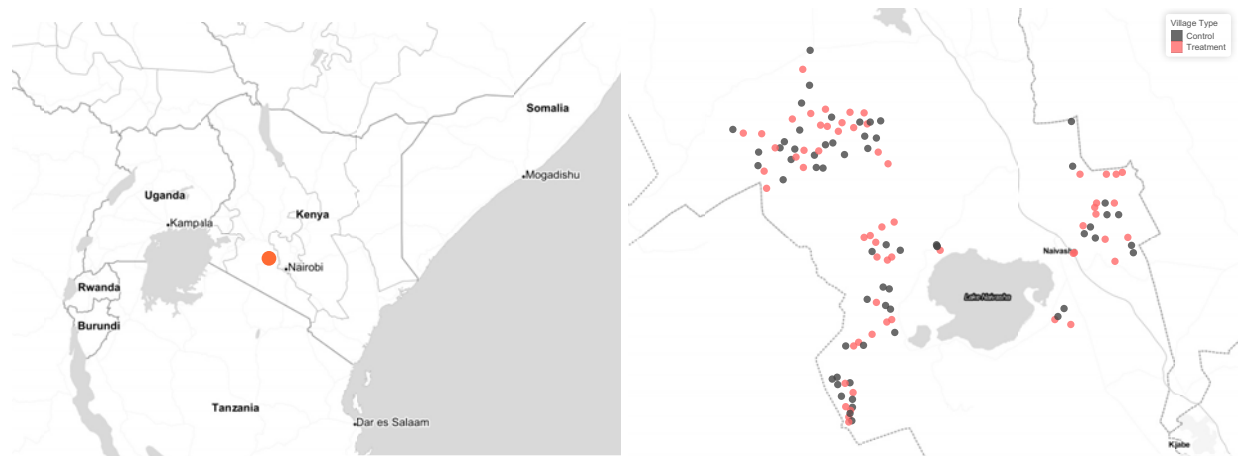 Somalia
Mogadishu
Uganda
Kampala
Kenya
Nairobi
Rwanda
Burundi
Tanzania
Dar es Salaam
Village Type
Control
Treatment
Naivasha
Lake Naivasha
Kijabe